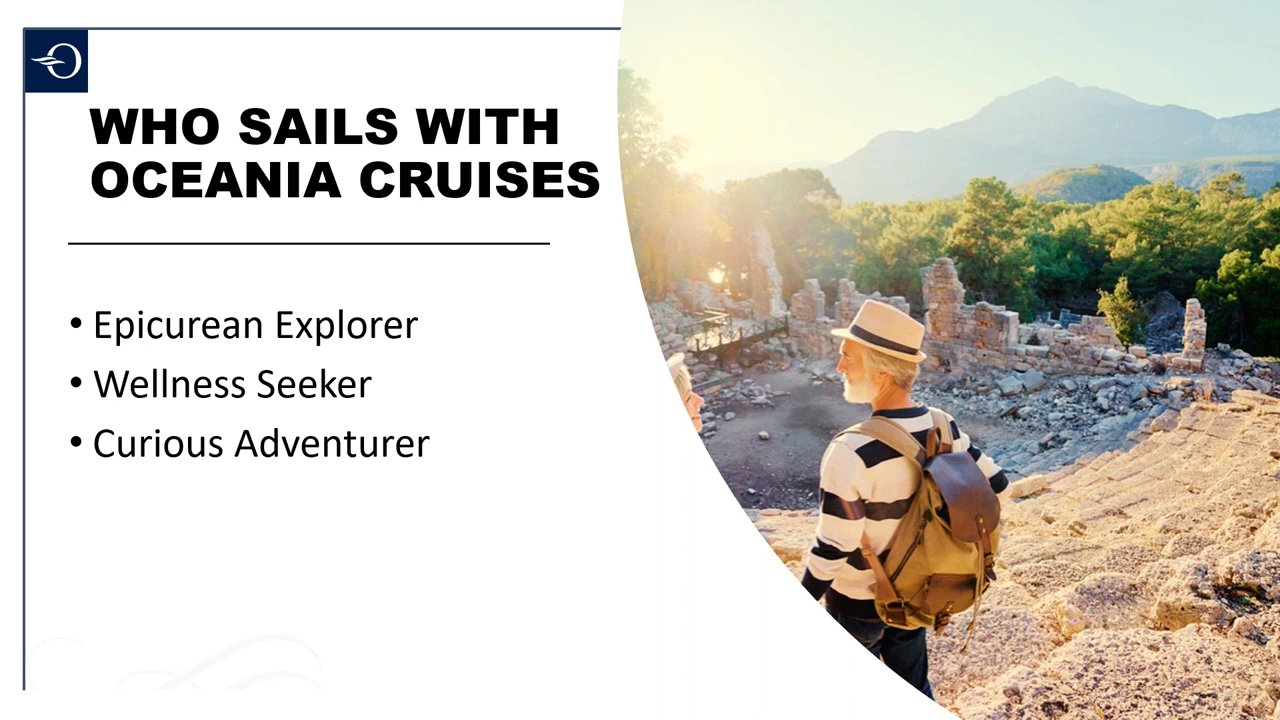 WHO SAILS WITH
OCEANIA CRUISES
• Epicurean Explorer
• Wellness Seeker
• Curious Adventurer